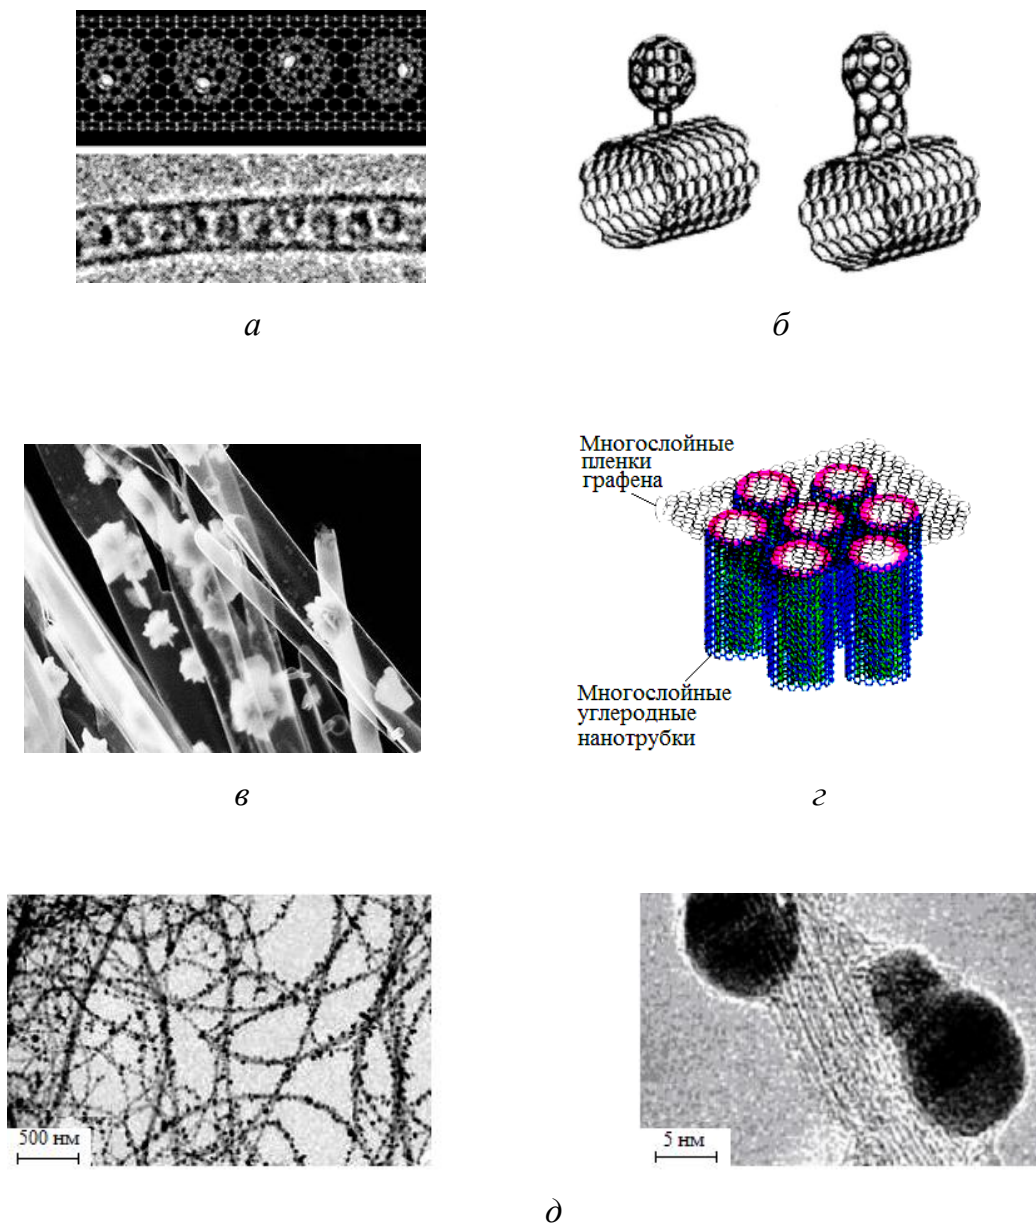 а
б
Многослойные
пленки
графена
Многослойные
углеродные
нанотрубки
в
г
500 нм
5 нм
д